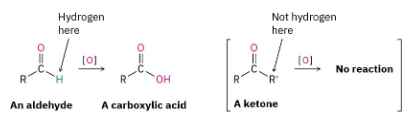 Hydrogen
here
Not hydrogen
here
O
C
R
H
[O]
O
C
R
OH
O
C
R
R'
[O]
No reaction
An aldehyde
A carboxylic acid
A ketone